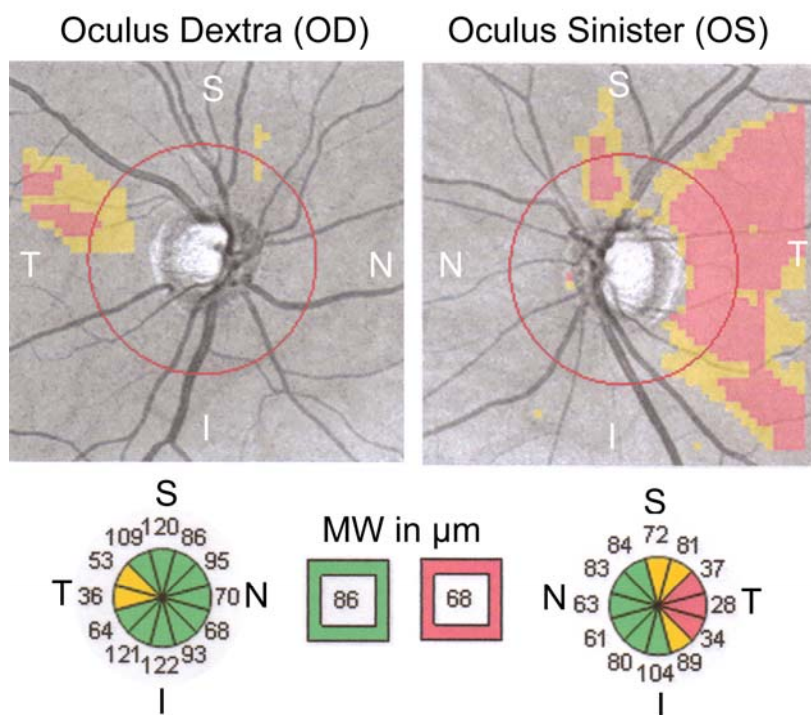 Oculus Dextra (OD)
Oculus Sinister (OS)
S
T
N
I
S
N
T
I
S
109 120 86
53 95
T 36 70 N
64 68
121 122 93
I
MW in µm
86
68
S
84 72 81
83 37
N 63 28 T
61 34
80 104 89
I